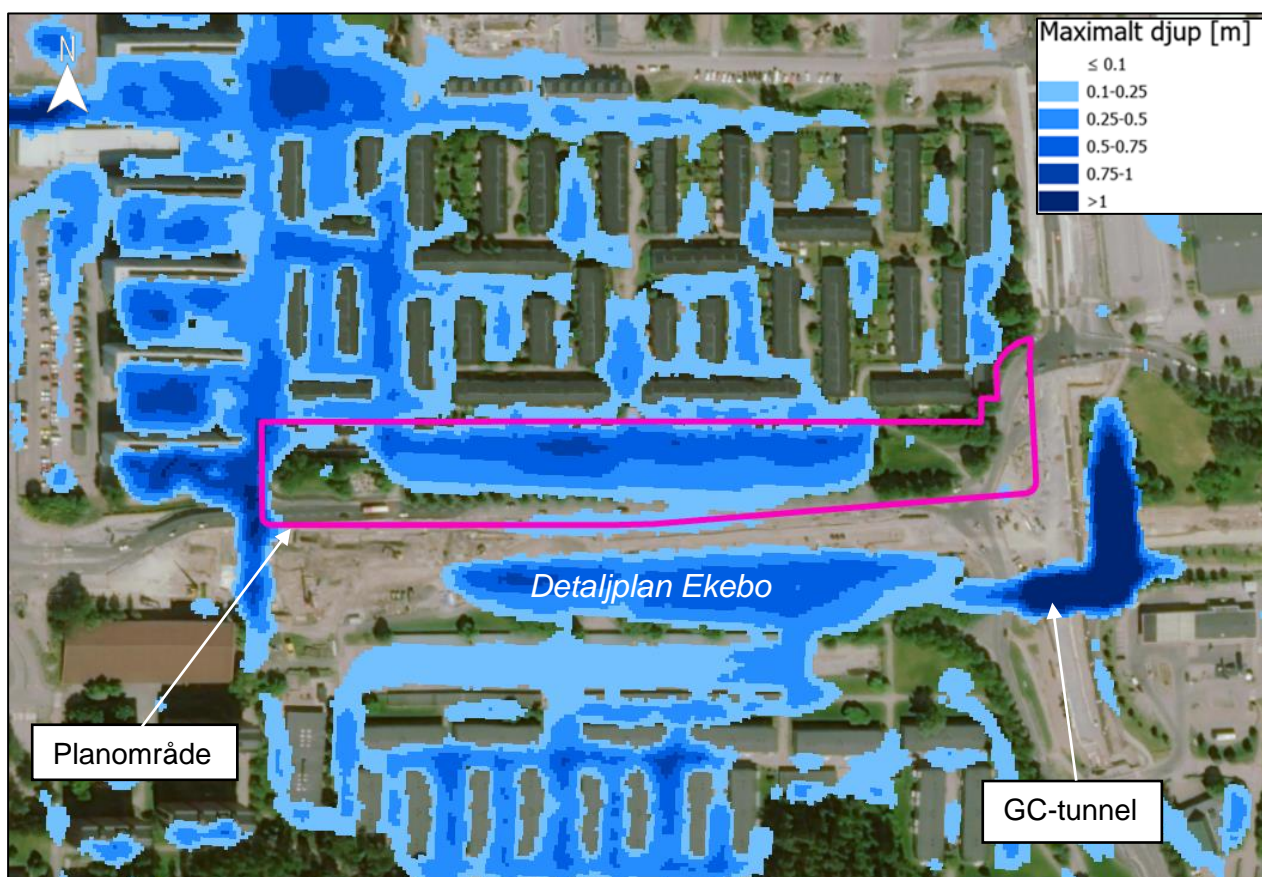 N
Maximalt djup [m]
≤ 0.1
0.1-0.25
0.25-0.5
0.5-0.75
0.75-1
>1
Detaljplan Ekebo
Planområde
GC-tunnel